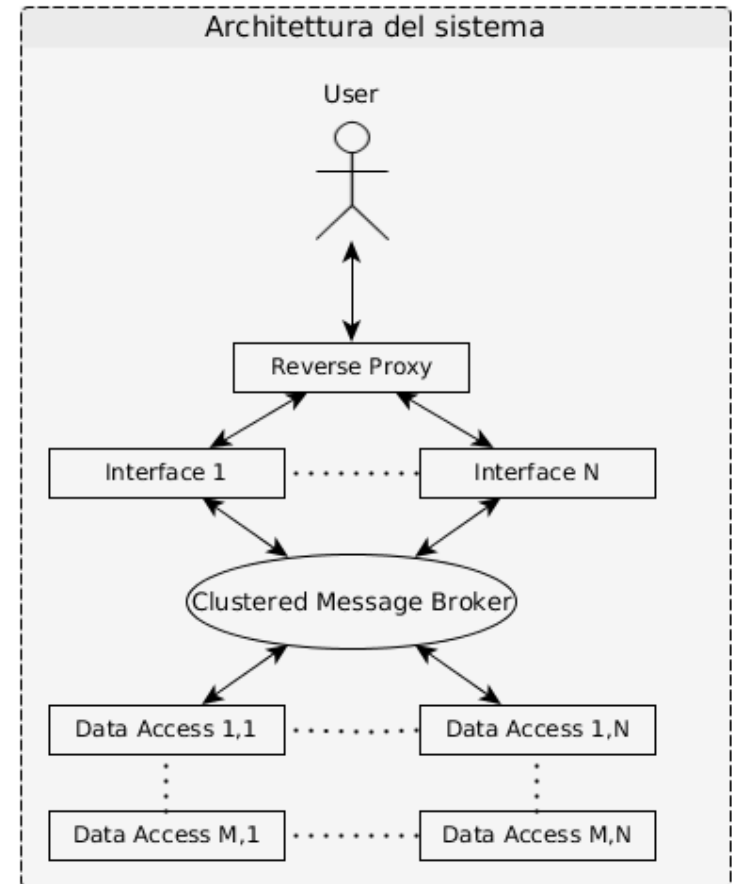 Architettura del sistema
User
Reverse Proxy
Interface 1
Interface N
Clustered Message Broker
Data Access 1,1
Data Access 1,N
Data Access M,1
Data Access M,N